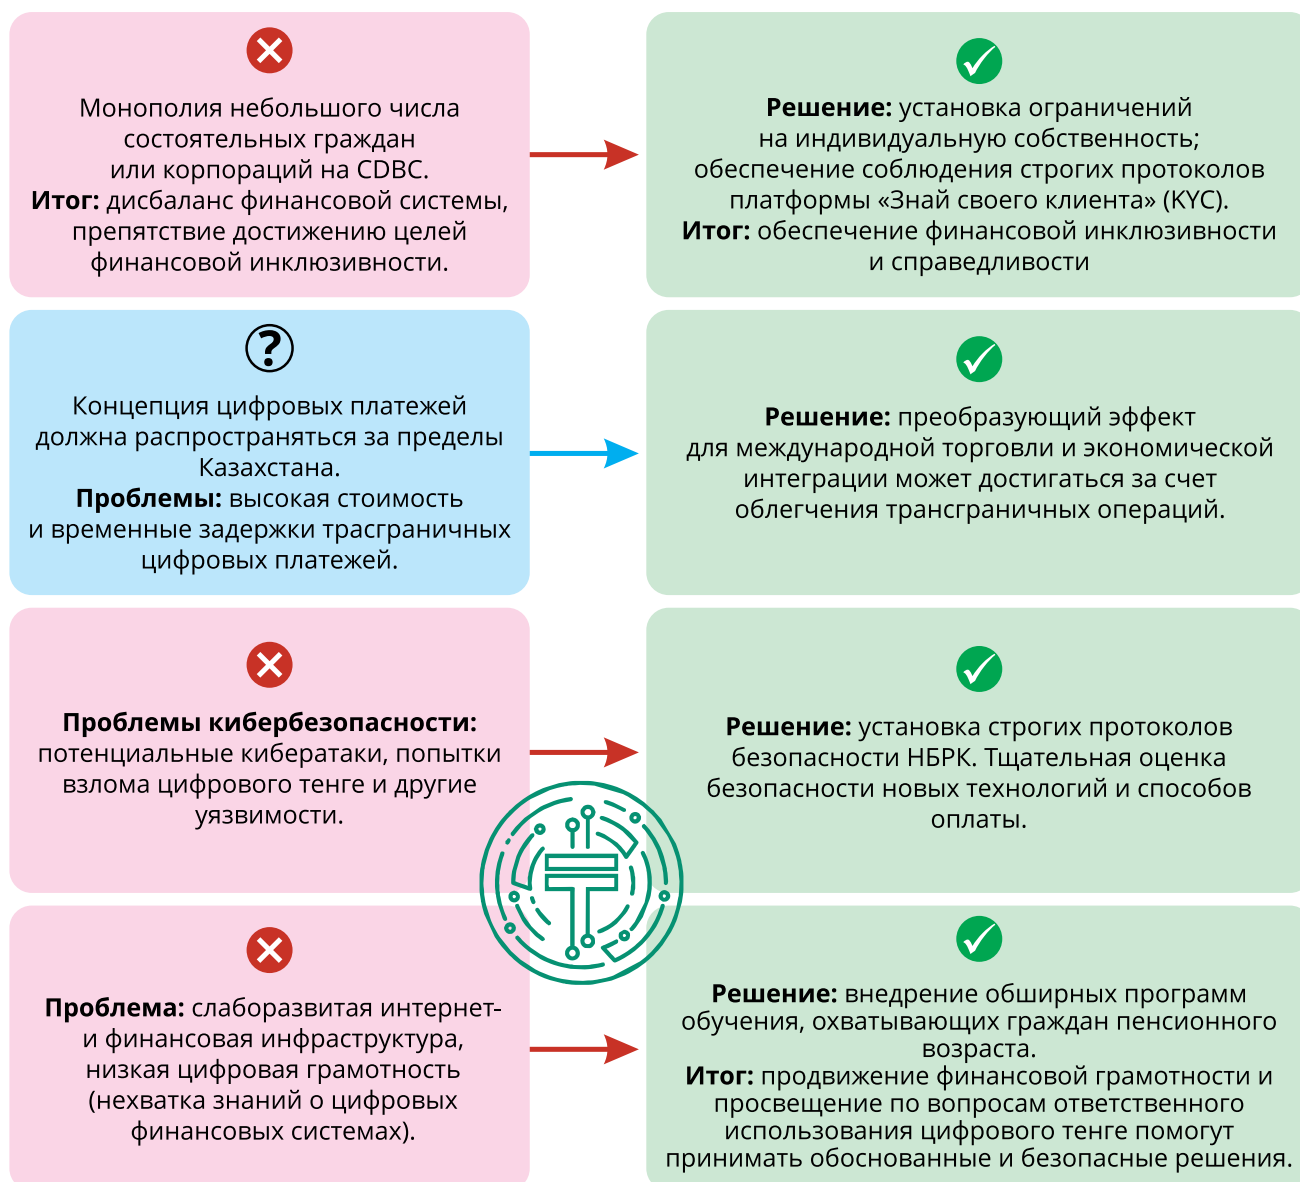 Монополия небольшого числа
состоятельных граждан
или корпораций на CDBC.
Итог: дисбаланс финансовой системы,
препятствие достижению целей
финансовой инклюзивности.
Решение: установка ограничений
на индивидуальную собственность;
обеспечение соблюдения строгих протоколов
платформы «Знай своего клиента» (KYC).
Итог: обеспечение финансовой инклюзивности
и справедливости
?
Концепция цифровых платежей
должна распространяться за пределы
Казахстана.
Проблемы: высокая стоимость
и временные задержки трасграничных
цифровых платежей.
Решение: преобразующий эффект
для международной торговли и экономической
интеграции может достигаться за счет
облегчения трансграничных операций.
Проблемы кибербезопасности:
потенциальные кибератаки, попытки
взлома цифрового тенге и другие
уязвимости.
Решение: установка строгих протоколов
безопасности НБРК. Тщательная оценка
безопасности новых технологий и способов
оплаты.
Проблема: слаборазвитая интернет-
и финансовая инфраструктура,
низкая цифровая грамотность
(нехватка знаний о цифровых
финансовых системах).
Решение: внедрение обширных программ
обучения, охватывающих граждан пенсионного
возраста.
Итог: продвижение финансовой грамотности и
просвещение по вопросам ответственного
использования цифрового тенге помогут
принимать обоснованные и безопасные решения.